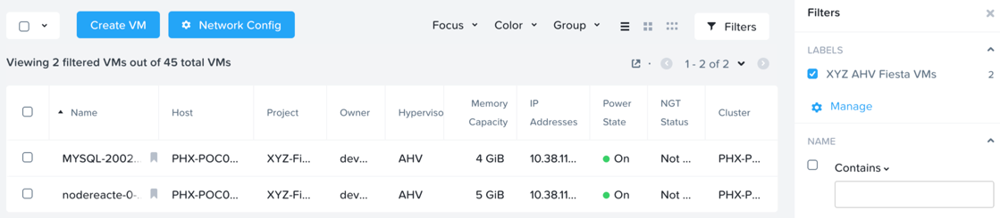 Create VM
Network Config
Focus
Color
Group
Filters
Viewing 2 filtered VMs out of 45 total VMs
1 - 2 of 2
Name
Host
Project
Owner
Hyperviso
Memory
Capacity
IP
Addresses
Power
State
NGT
Status
Cluster
MYSQL-2002... PHX-POC0... XYZ-Fi... dev... AHV 4 GiB 10.38.11... On Not ... PHX-P...
nodereacte-0-... PHX-POC0... XYZ-Fi... dev... AHV 5 GiB 10.38.11... On Not ... PHX-P...
Filters
LABELS
XYZ AHV Fiesta VMs 2
Manage
NAME
Contains